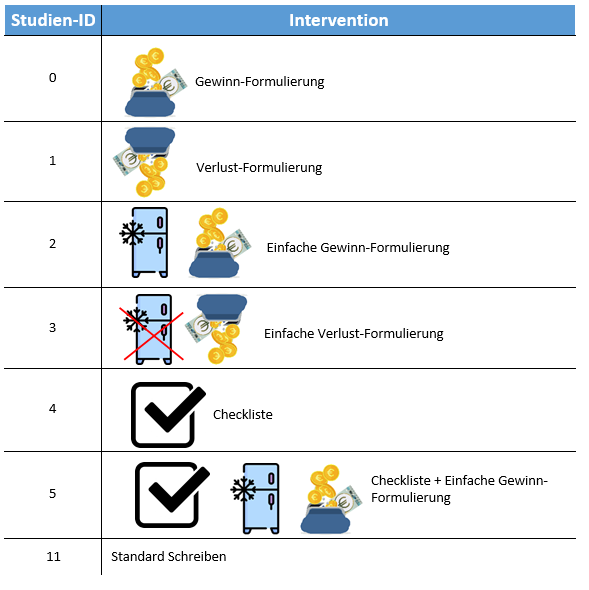 Studien-ID Intervention
0 Gewinn-Formulierung
1 Verlust-Formulierung
2 Einfache Gewinn-Formulierung
3 Einfache Verlust-Formulierung
4 Checkliste
5 Checkliste + Einfache Gewinn-
Formulierung
11 Standard Schreiben